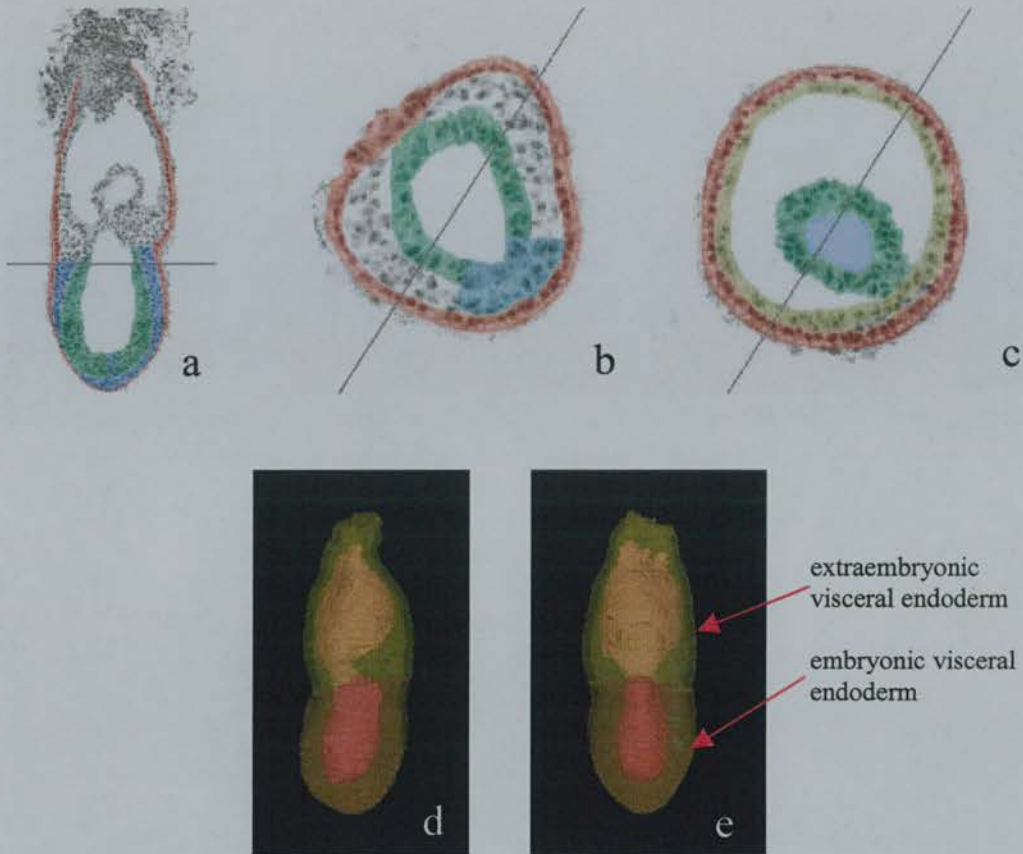 a
b
c
d
e
extraembryonic
visceral endoderm
embryonic visceral
endoderm